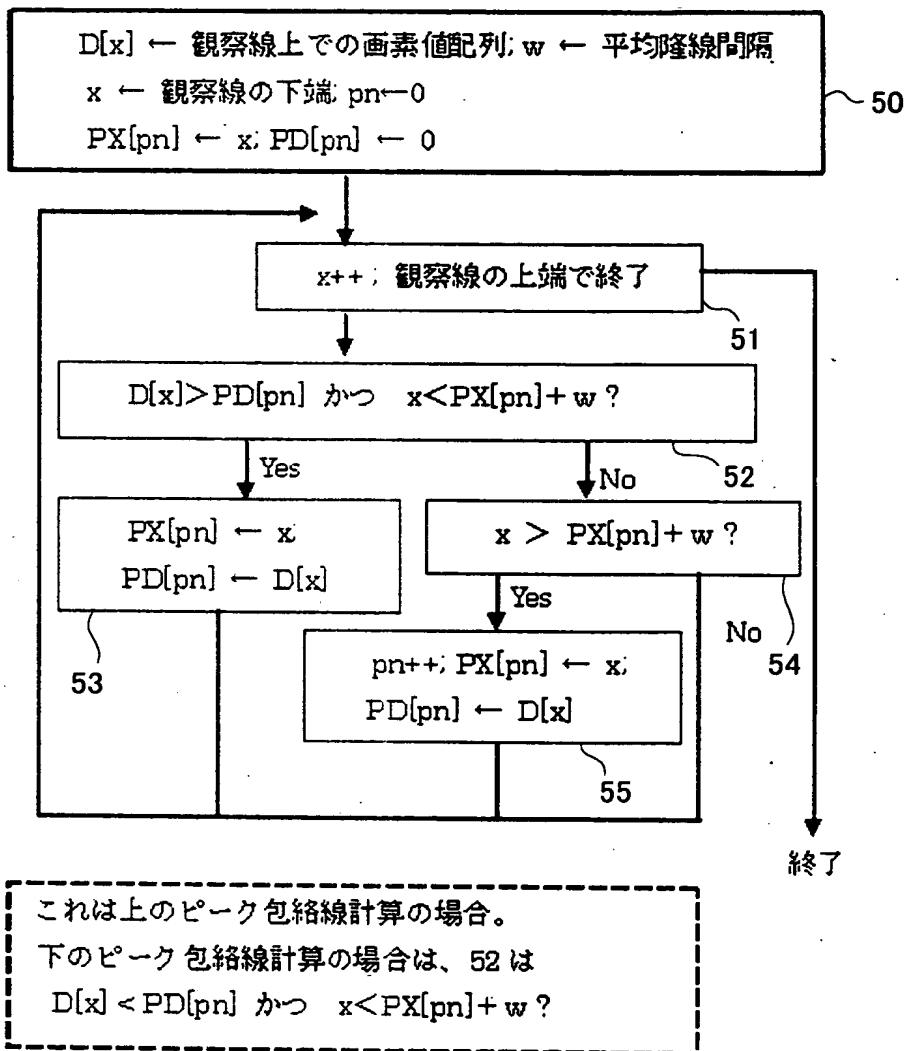 D[x] ← 観察線上での画素値配列; w ← 平均隆線間隔
x ← 観察線の下端; pn←0
PX[pn] ← x; PD[pn] ← 0
50
x++; 観察線の上端で終了
51
D[x]>PD[pn] かつ x<PX[pn]+w?
52
Yes
No
PX[pn] ← x;
PD[pn] ← D[x]
53
x > PX[pn]+w?
54
Yes
No
pn++; PX[pn] ← x;
PD[pn] ← D[x]
55
終了
これは上のピーク包絡線計算の場合。
下のピーク包絡線計算の場合は、52は
D[x]<PD[pn] かつ x<PX[pn]+w?